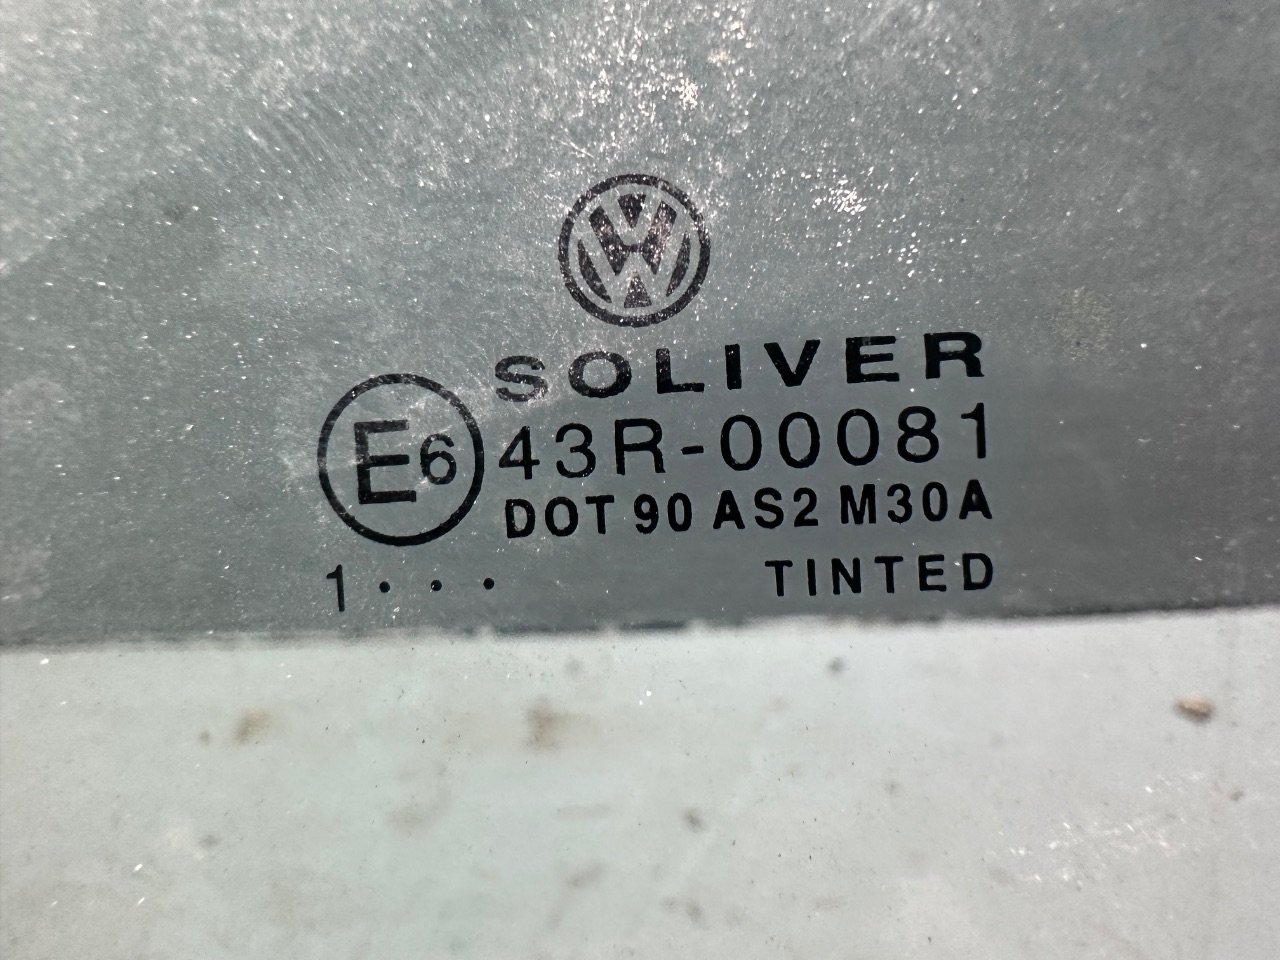 SOLIVER
E6 43R-00081
DOT 90 AS2 M30A
1 · · · TINTED